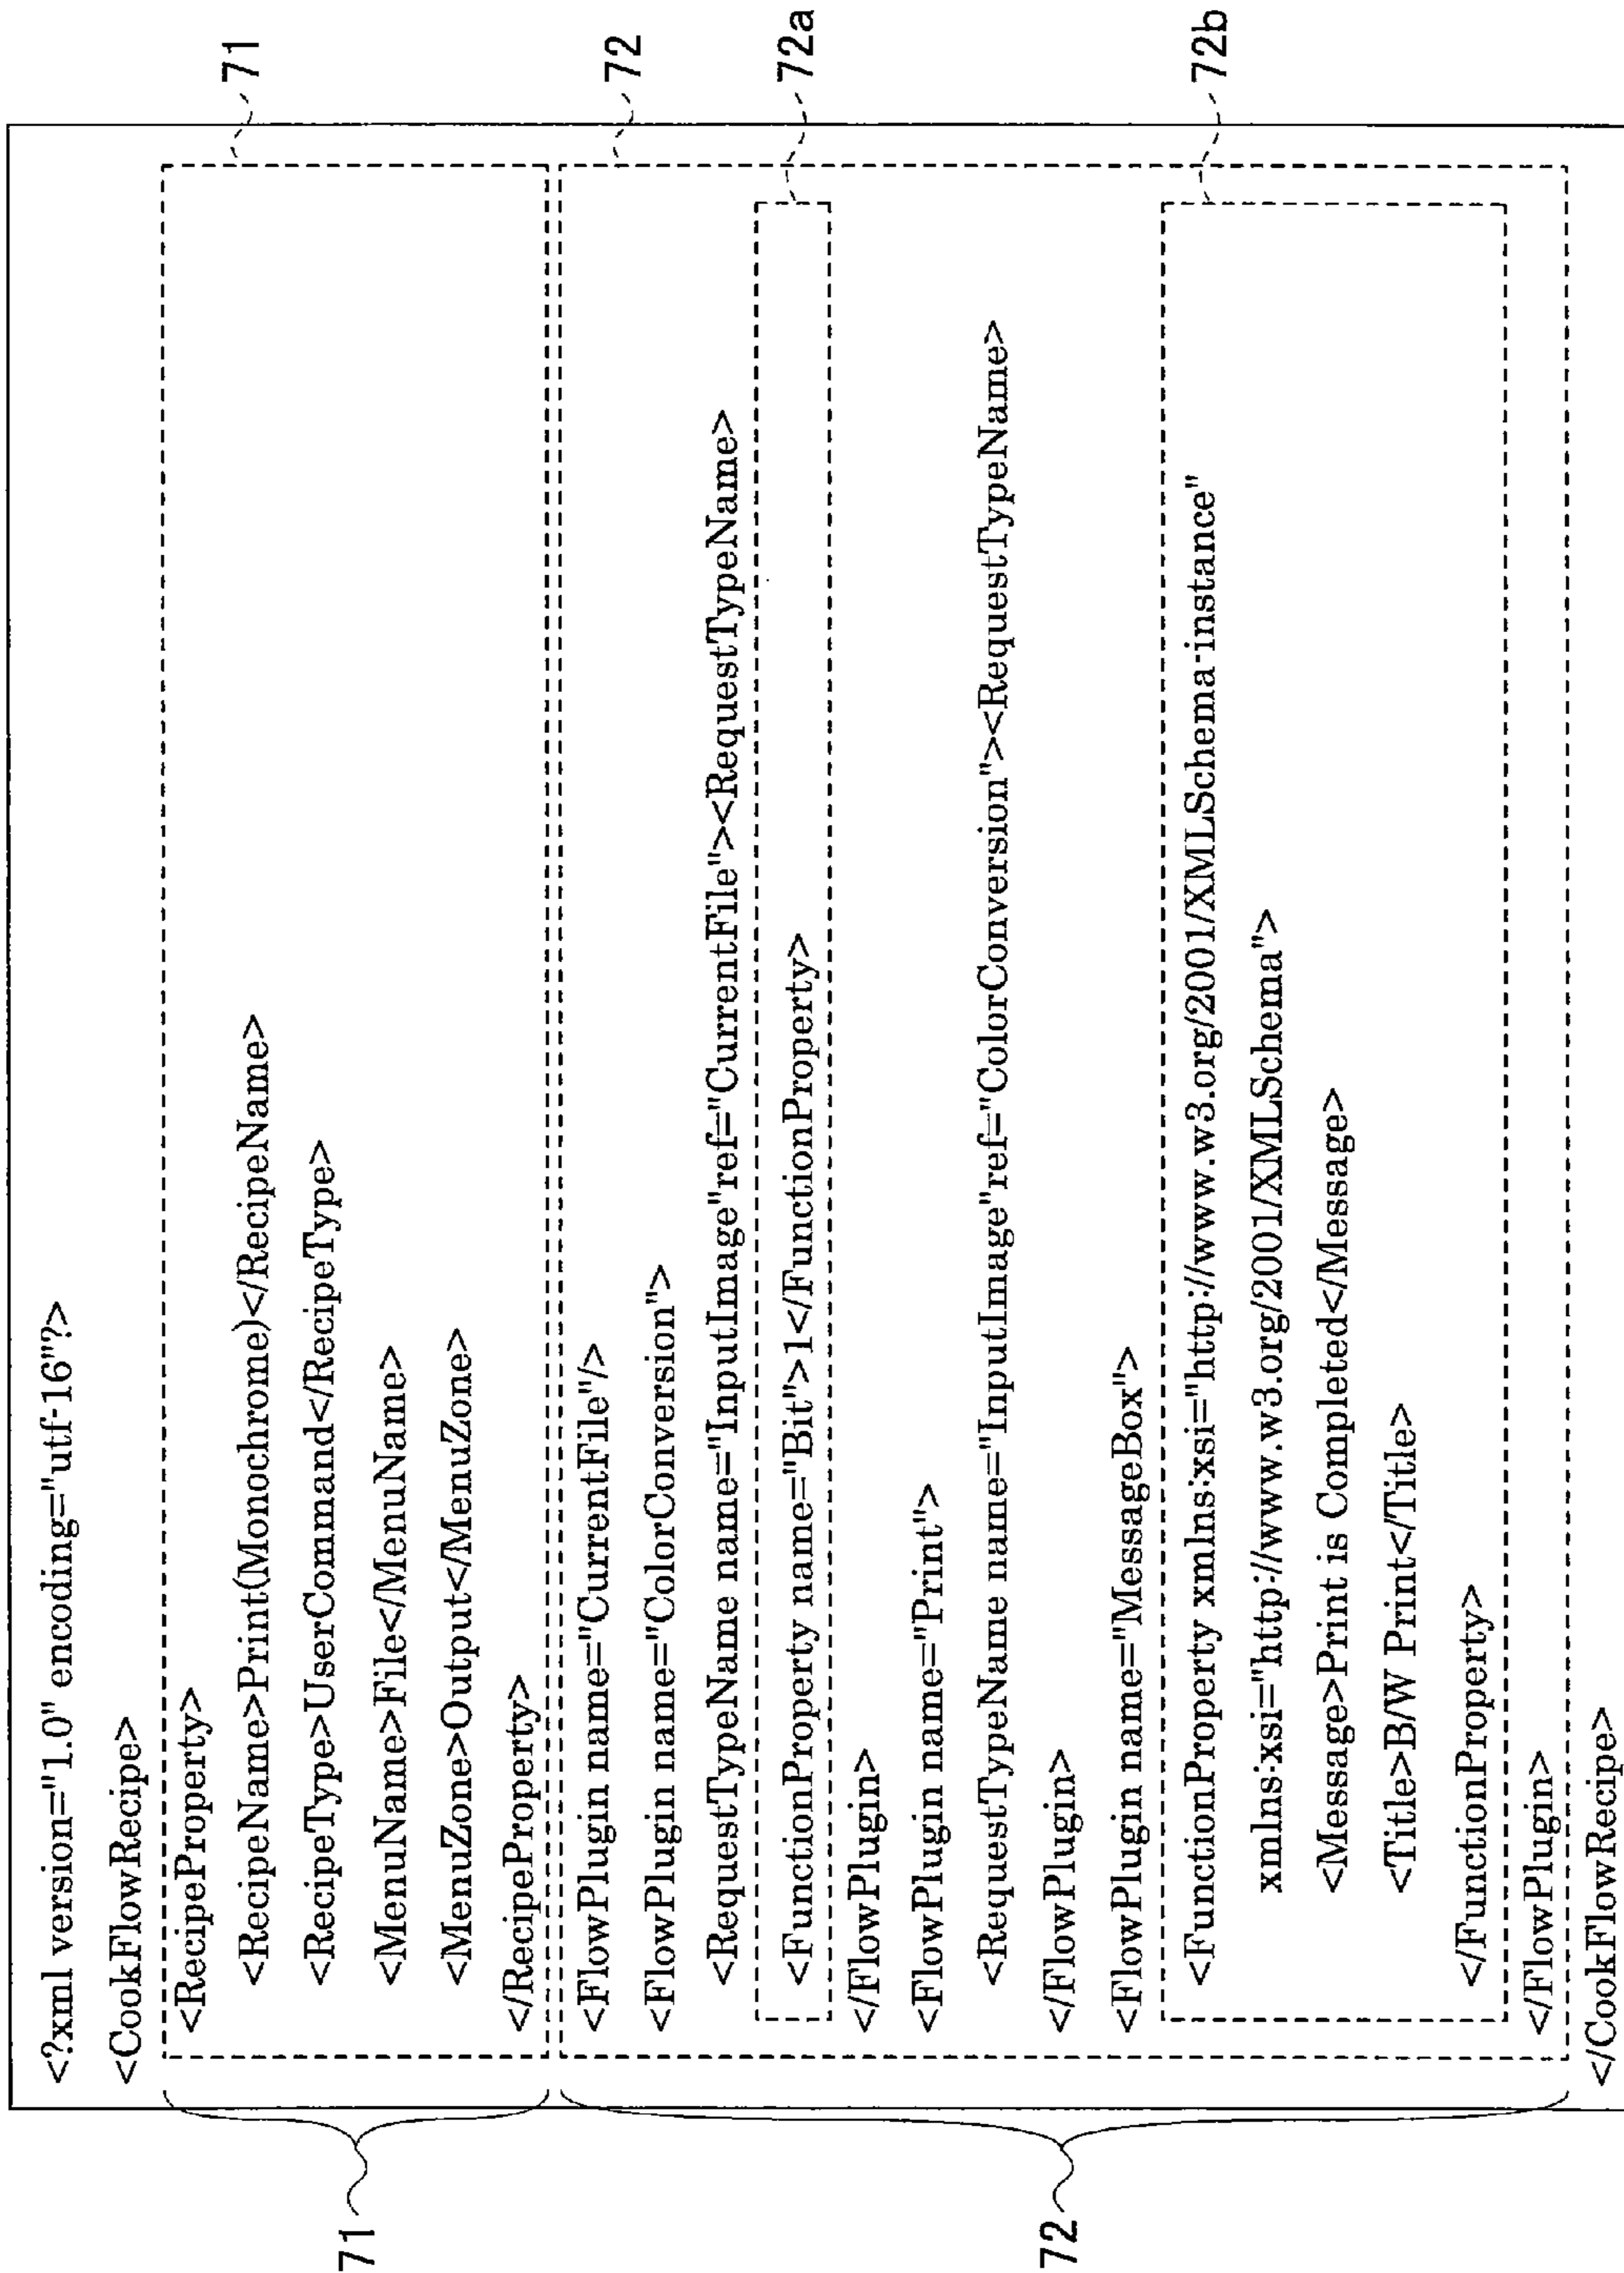 <?xml version="1.0" encoding="utf-16"?>
<CookFlowRecipe>
71
<RecipeProperty>
<RecipeName>Print(Monochrome)</RecipeName>
<RecipeType>UserCommand</RecipeType>
<MenuName>File</MenuName>
<MenuZone>Output</MenuZone>
</RecipeProperty>
71
72
<FlowPlugin name="CurrentFile"/>
<FlowPlugin name="ColorConversion">
<RequestTypeName name="InputImage"ref="CurrentFile"><RequestTypeName>
72a
<FunctionProperty name="Bit">1</FunctionProperty>
</FlowPlugin>
<FlowPlugin name="Print">
<RequestTypeName name="InputImage"ref="ColorConversion"><RequestTypeName>
</FlowPlugin>
72
<FlowPlugin name="MessageBox">
72b
<FunctionProperty xmlns:xsi="http://www.w3.org/2001/XMLSchema-instance"
xmlns:xsi="http://www.w3.org/2001/XMLSchema">
<Message>Print is Completed</Message>
<Title>B/W Print</Title>
</FunctionProperty>
</FlowPlugin>
</CookFlowRecipe>